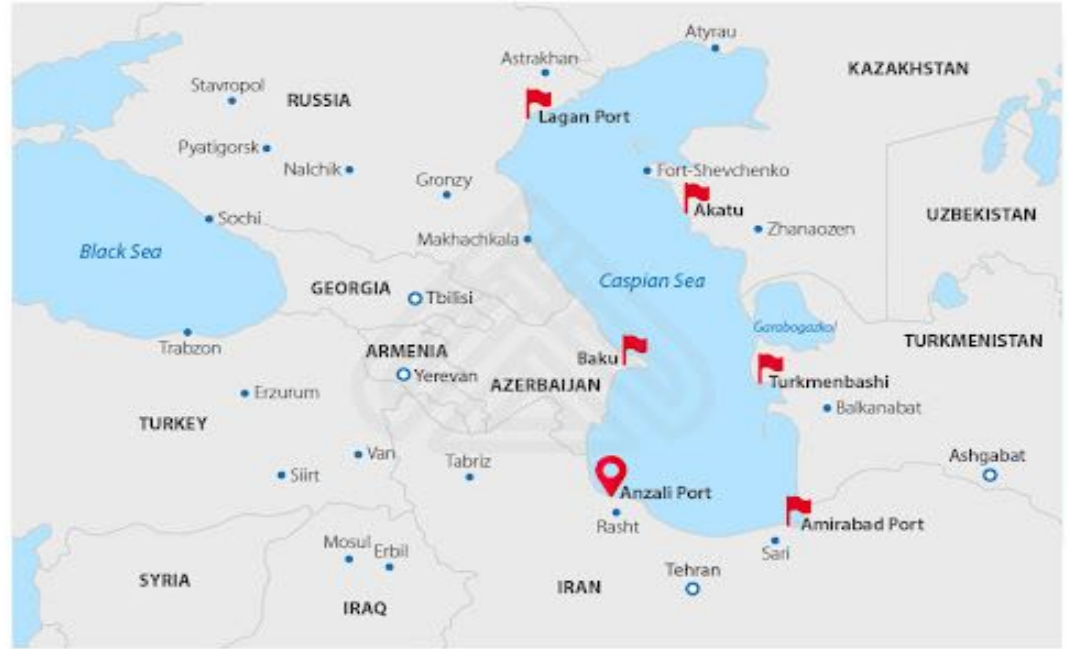 Atyrau
Astrakhan
KAZAKHSTAN
Stavropol
RUSSIA
Lagan Port
Pyatigorsk
Nalchik
Fort-Shevchenko
Gronzy
Akatu
UZBEKISTAN
Sochi
Zhanaozen
Makhachkala
Black Sea
Caspian Sea
GEORGIA
Tbilisi
Garabogazkol
TURKMENISTAN
Trabzon
ARMENIA
Baku
Yerevan
AZERBAIJAN
Turkmenbashi
Erzurum
Balkanabat
TURKEY
Van
Tabriz
Ashgabat
Siirt
Anzali Port
Rasht
Amirabad Port
Mosul
Erbil
Sari
Tehran
SYRIA
IRAN
IRAQ